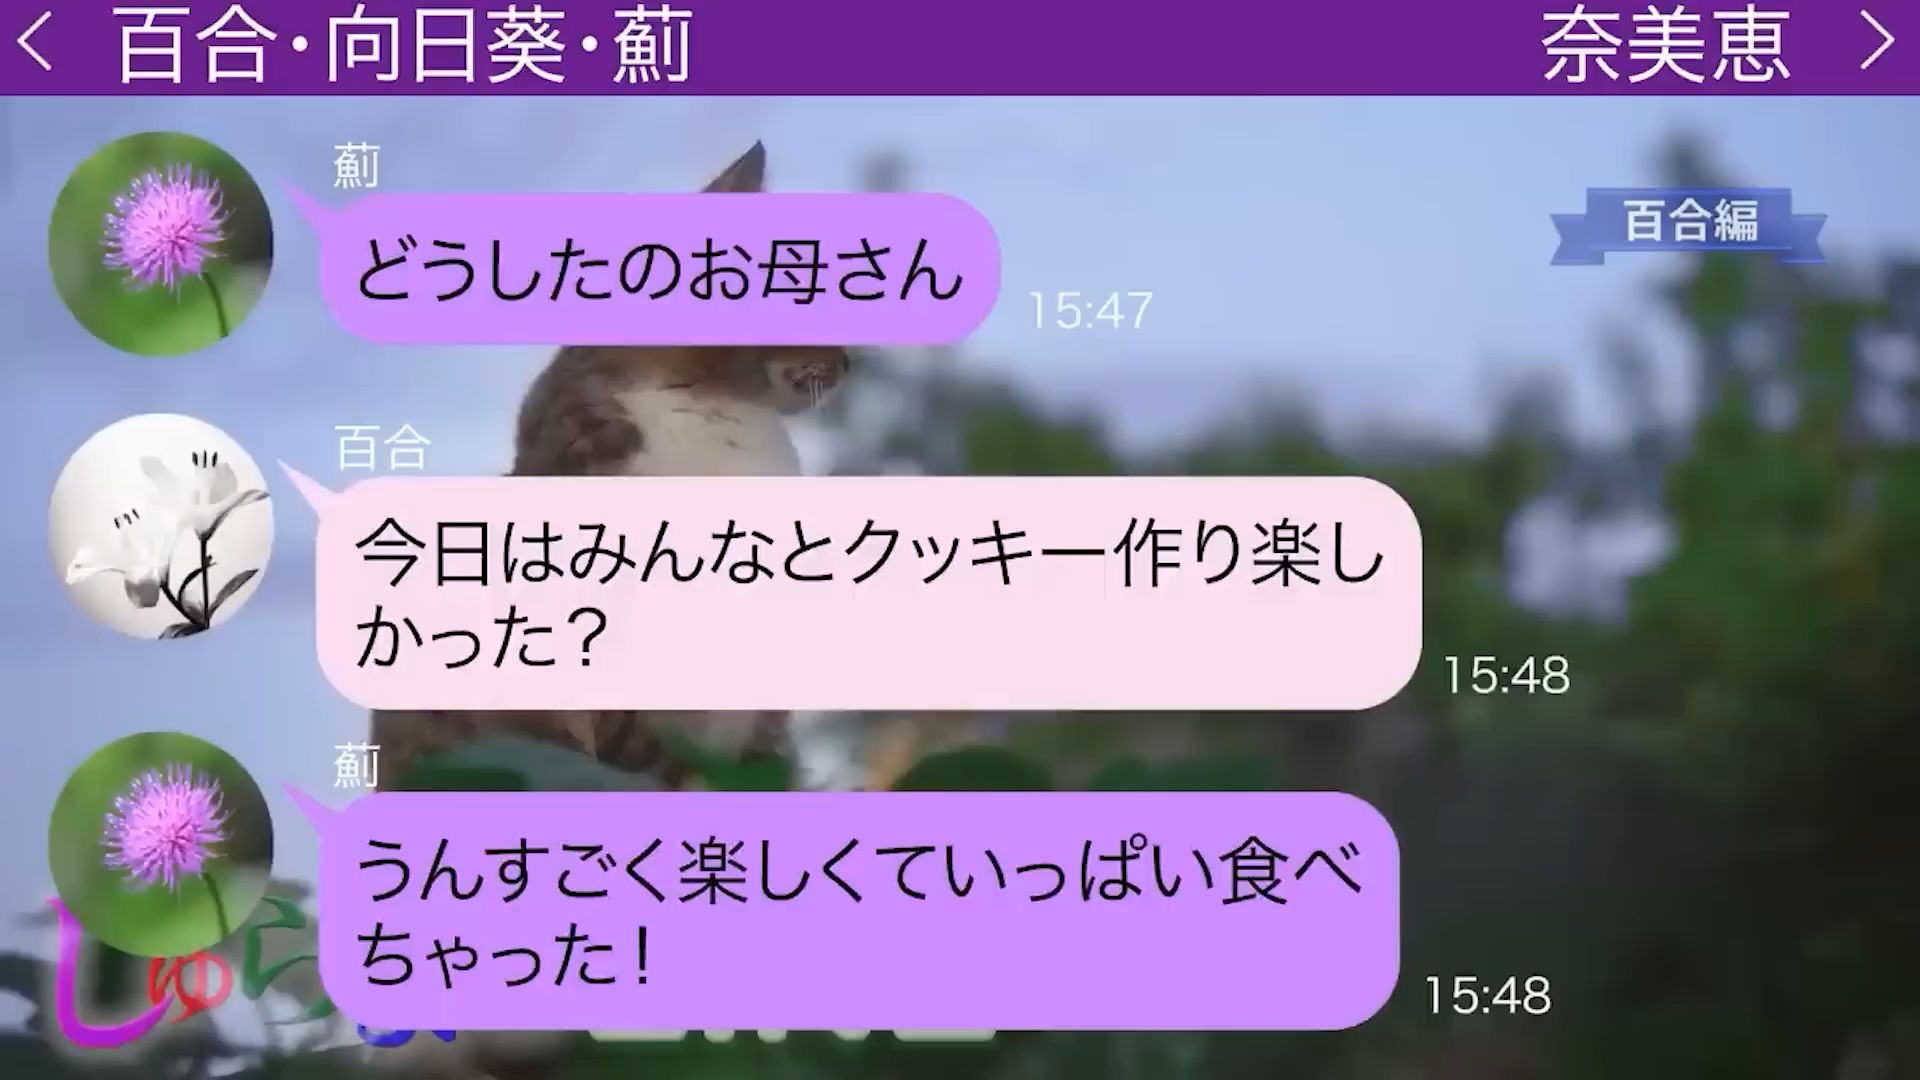 百合・向日葵・薊
奈美恵
百合編
薊
どうしたのお母さん
15:47
百合
今日はみんなとクッキー作り楽し
かった？
15:48
薊
うんすごく楽しくていっぱい食べ
ちゃった！
15:48
しゅら